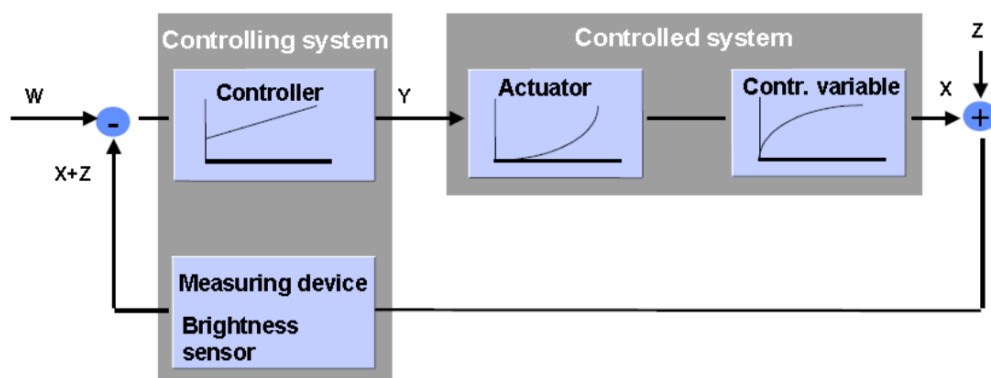 Controlling system
Controlled system
Z
W
-
Controller
Y
Actuator
Contr. variable
X
+
X+Z
Measuring device
Brightness
sensor